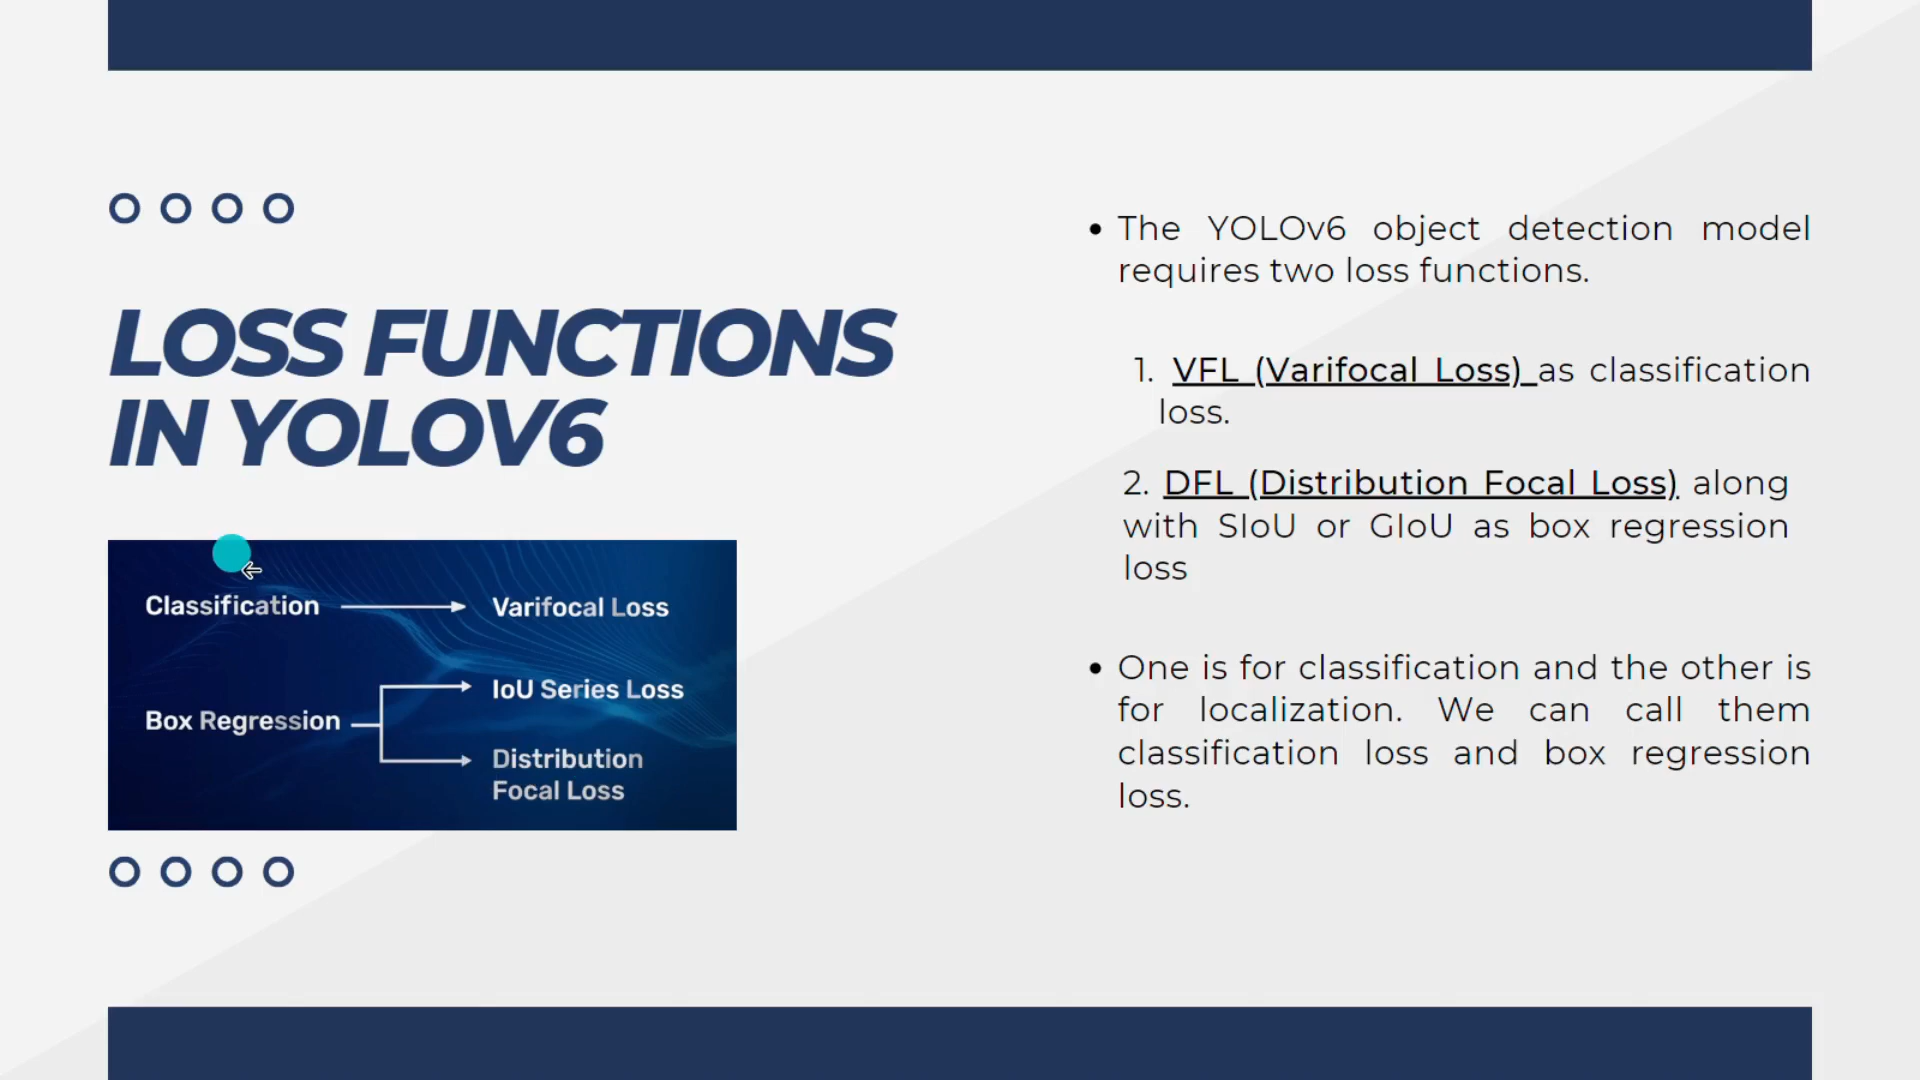 LOSS FUNCTIONS
IN YOLOV6
Classification
Varifocal Loss
Box Regression
IoU Series Loss
Distribution
Focal Loss
• The YOLOv6 object detection model
requires two loss functions.
1. VFL (Varifocal Loss) as classification
loss.
2. DFL (Distribution Focal Loss) along
with SIoU or GIoU as box regression
loss
• One is for classification and the other is
for localization. We can call them
classification loss and box regression
loss.